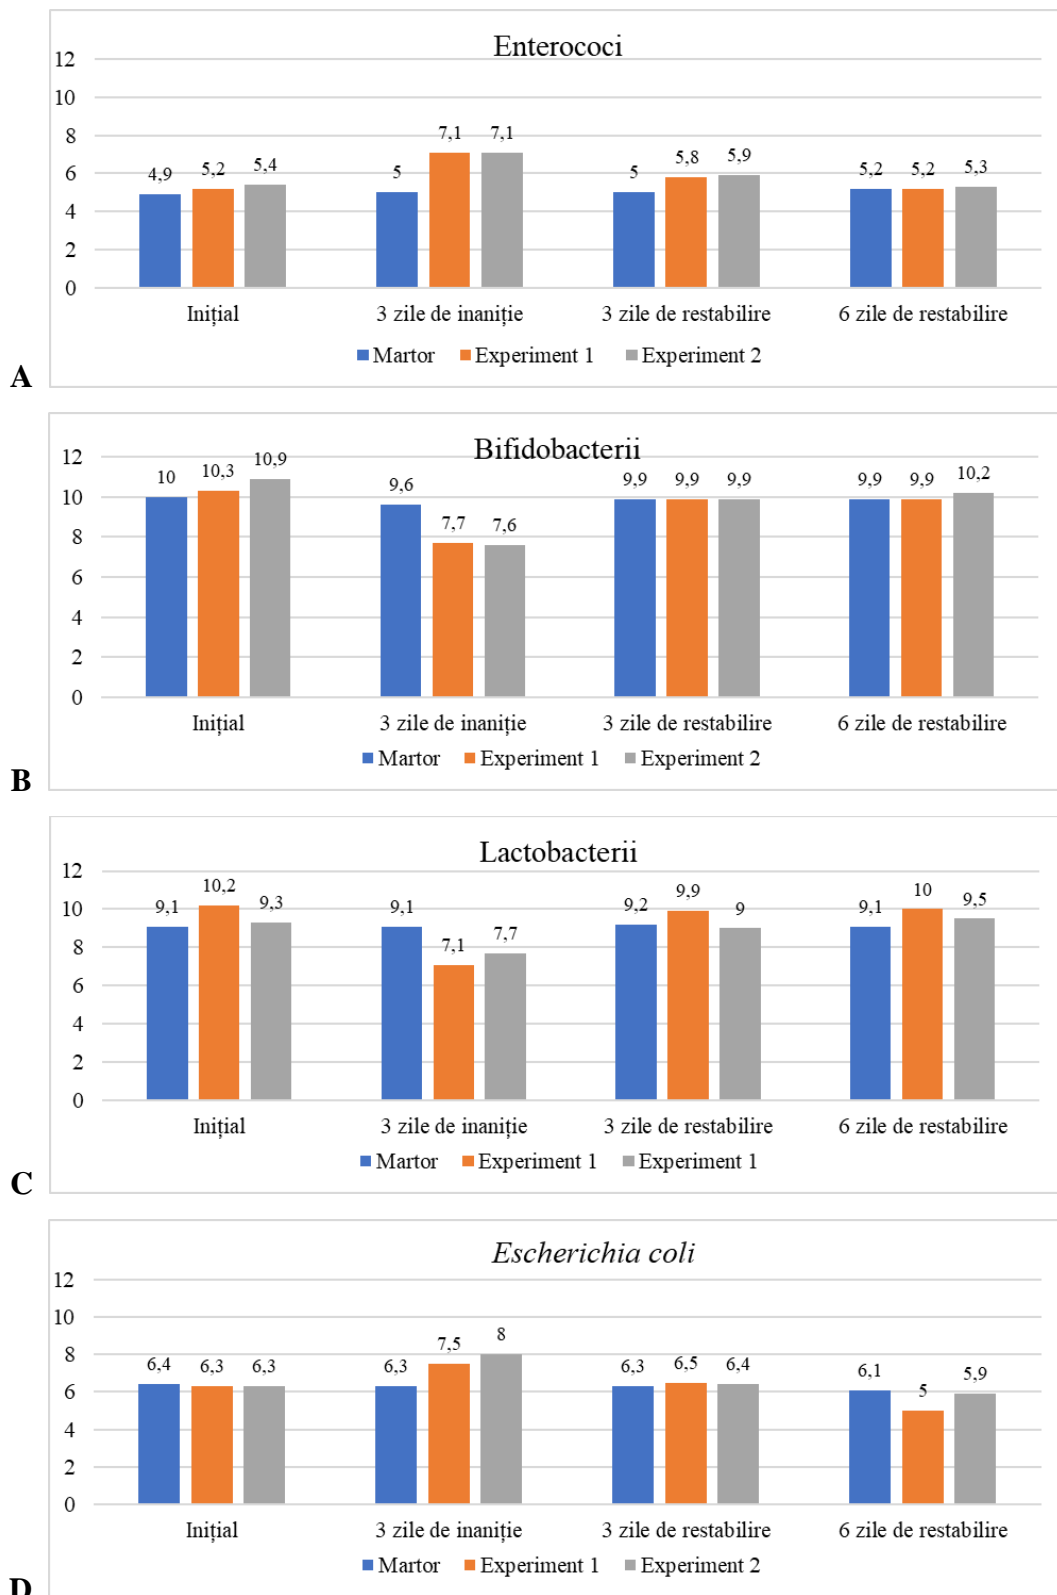 Enterococi
12
10
8
6
4
2
0
4,9 5,2 5,4 5 7,1 7,1 5 5,8 5,9 5,2 5,2 5,3
Inițial 3 zile de inaniție 3 zile de restabilire 6 zile de restabilire
Martor Experiment 1 Experiment 2
A
Bifidobacterii
12
10
8
6
4
2
0
10 10,3 10,9 9,6 7,7 7,6 9,9 9,9 9,9 9,9 9,9 10,2
Inițial 3 zile de inaniție 3 zile de restabilire 6 zile de restabilire
Martor Experiment 1 Experiment 2
B
Lactobacterii
12
10
8
6
4
2
0
9,1 10,2 9,3 9,1 7,1 7,7 9,2 9,9 9 9,1 10 9,5
Inițial 3 zile de inaniție 3 zile de restabilire 6 zile de restabilire
Martor Experiment 1 Experiment 1
C
Escherichia coli
12
10
8
6
4
2
0
6,4 6,3 6,3 6,3 7,5 8 6,3 6,5 6,4 6,1 5 5,9
Inițial 3 zile de inaniție 3 zile de restabilire 6 zile de restabilire
Martor Experiment 1 Experiment 2
D